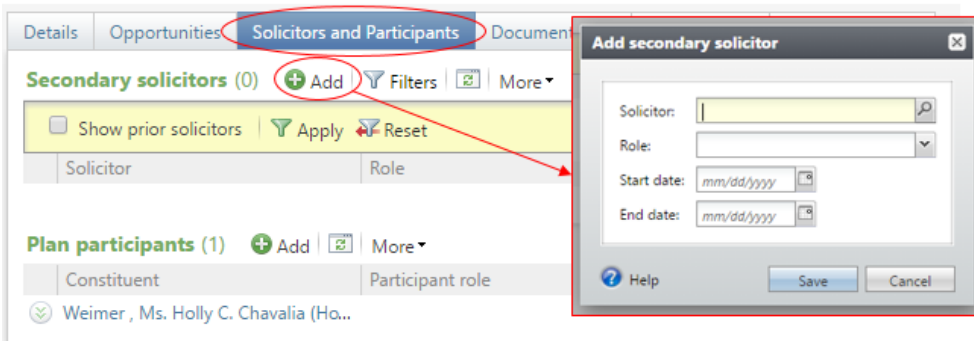 Details Opportunities Solicitors and Participants Document
Secondary solicitors (0) Add Filters More
Show prior solicitors Apply Reset
Solicitor Role
Plan participants (1) Add More
Constituent Participant role
Weimer , Ms. Holly C. Chavalia (Ho...
Add secondary solicitor
Solicitor:
Role:
Start date: mm/dd/yyyy
End date: mm/dd/yyyy
Help Save Cancel